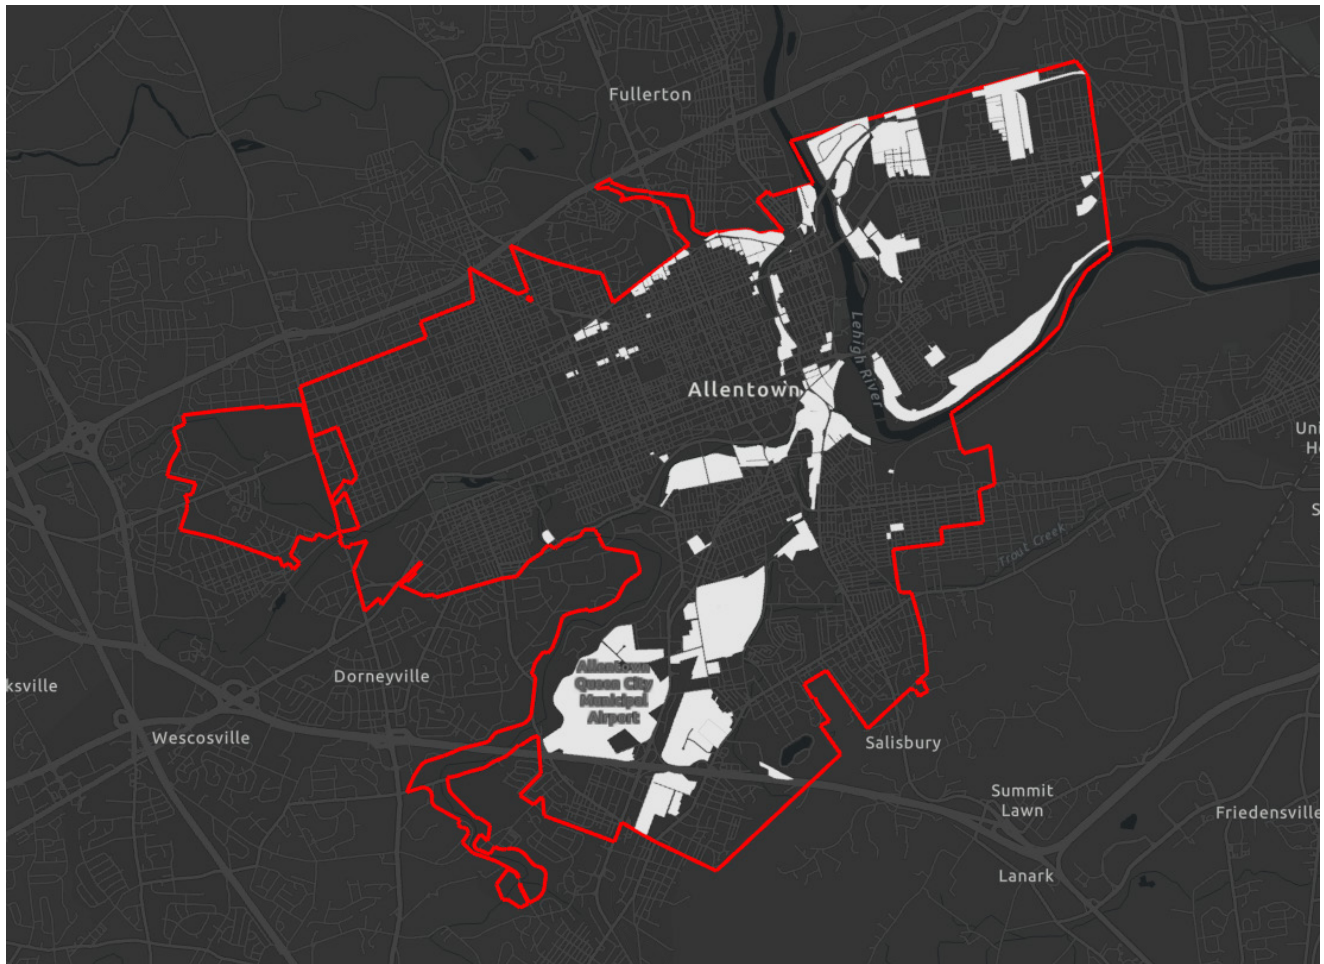 Fullerton
Lehigh River
Allentown
Uni
H
S
Trout Creek
Allentown
Queen City
Municipal
Airport
Dorneyville
ksville
Wescosville
Salisbury
Summit
Lawn
Friedensville
Lanark